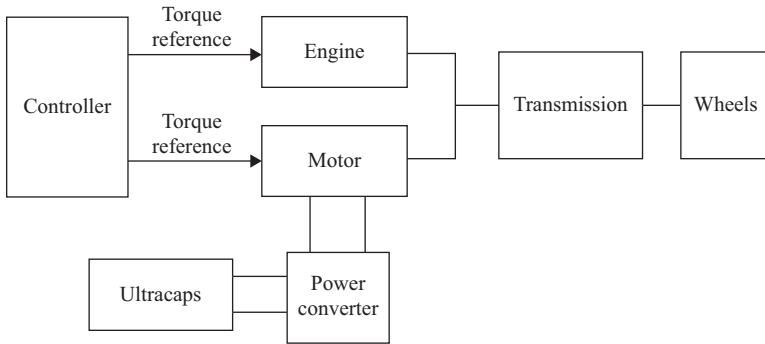 Torque
reference
Engine
Controller
Transmission
Wheels
Torque
reference
Motor
Ultracaps
Power
converter